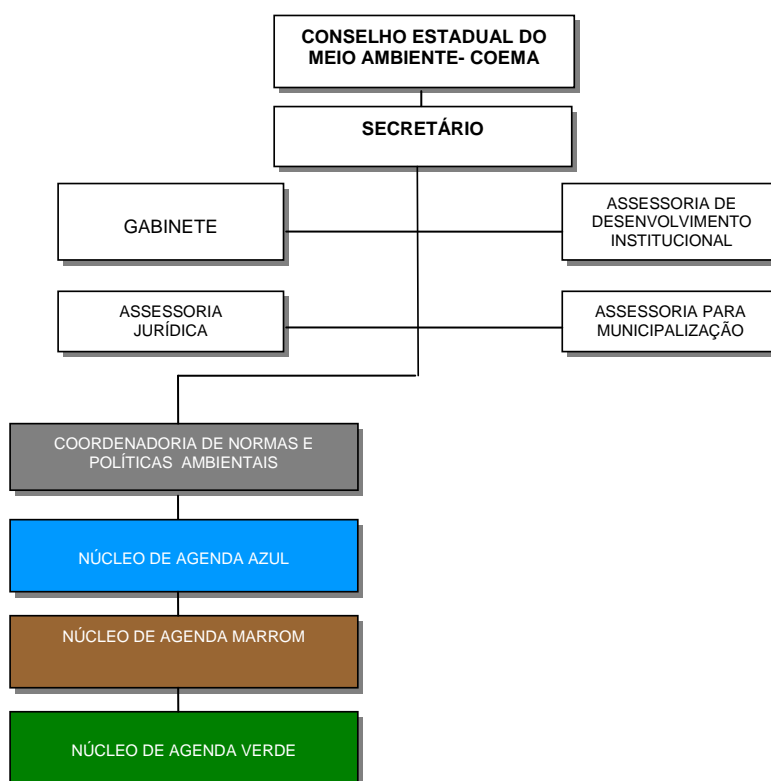 CONSELHO ESTADUAL DO
MEIO AMBIENTE- COEMA
SECRETÁRIO
GABINETE
ASSESSORIA DE
DESENVOLVIMENTO
INSTITUCIONAL
ASSESSORIA
JURÍDICA
ASSESSORIA PARA
MUNICIPALIZAÇÃO
COORDENADORIA DE NORMAS E
POLÍTICAS AMBIENTAIS
NÚCLEO DE AGENDA AZUL
NÚCLEO DE AGENDA MARROM
NÚCLEO DE AGENDA VERDE